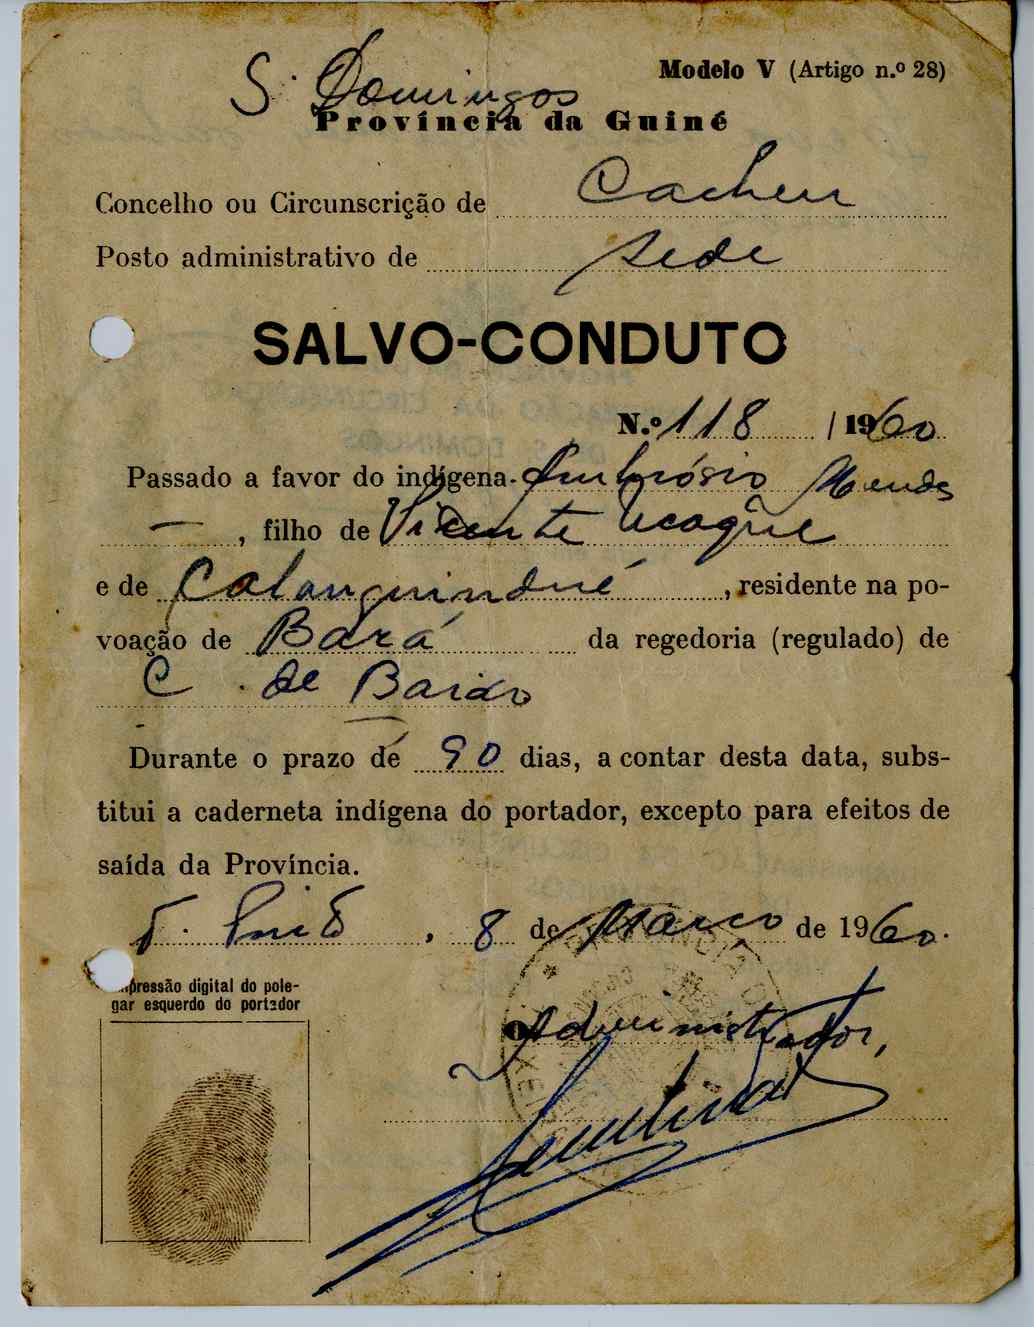 Modelo V (Artigo n.º 28)
S. Domingos
Província da Guiné
Concelho ou Circunscrição de Cacheu
Posto administrativo de Sede
SALVO-CONDUTO
N.º 118 /1960
Passado a favor do indígena Ambrósio Mendes
—, filho de Vicente
e de , residente na po-
voação de Bará da regedoria (regulado) de
C. de Baixo
Durante o prazo de 90 dias, a contar desta data, subs-
titui a caderneta indígena do portador, excepto para efeitos de
saída da Província.
8 de Março de 1960.
Impressão digital do pole-
gar esquerdo do portador
O Administrador,